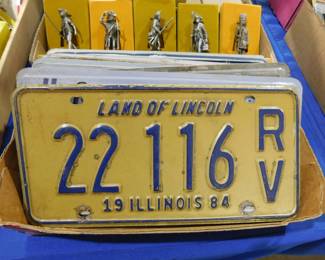 LAND OF LINCOLN
22 116 RV
19 ILLINOIS 84